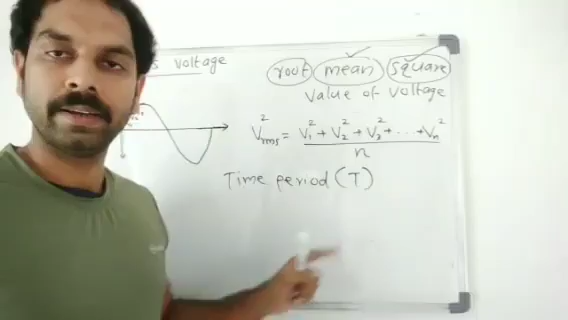 s voltage
root mean square
value of voltage
V²rms = V₁² + V₂² + V₃² + ... + Vₙ² / n
Time period (T)